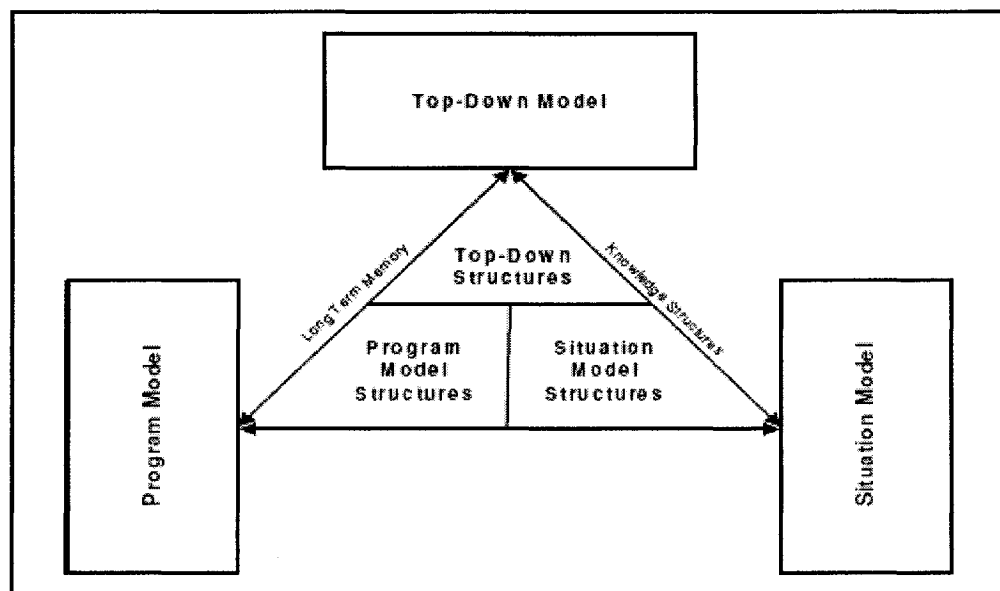 Top-Down Model
Long Term Memory
Knowledge Structures
Top-Down
Structures
Program
Model
Structures
Situation
Model
Structures
Program Model
Situation Model